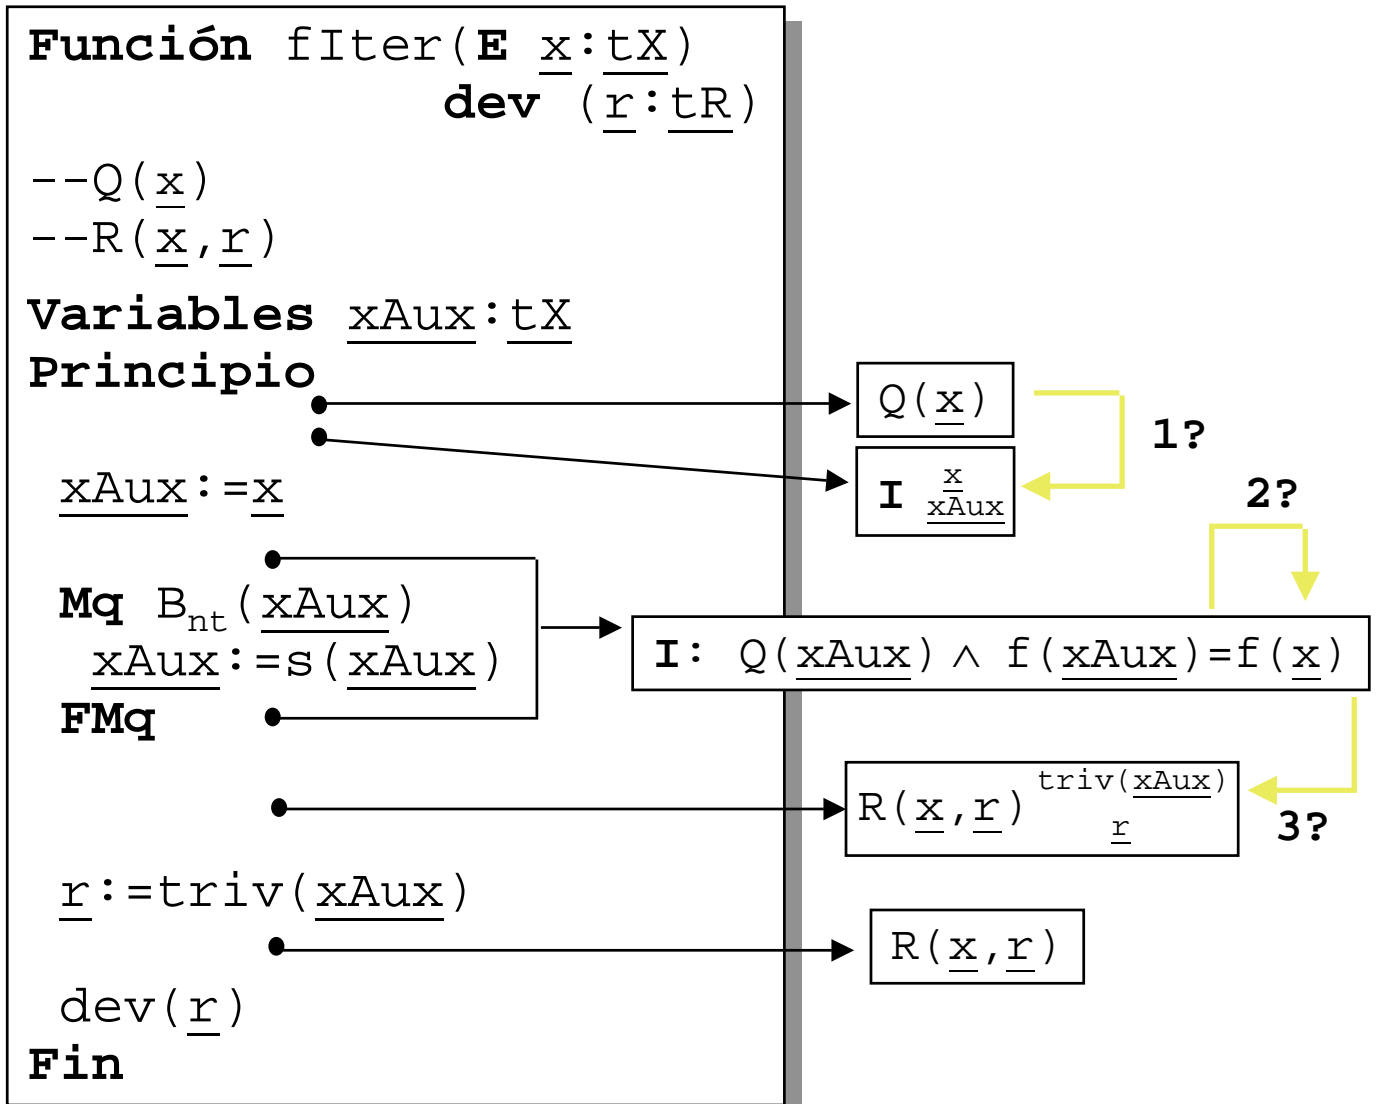 Función fIter(E x:tX)
dev (r:tR)
--Q(x)
--R(x,r)
Variables xAux:tX
Principio
Q(x)
1?
I x
xAux
xAux:=x
2?
Mq Bnt(xAux)
I: Q(xAux) ∧ f(xAux)=f(x)
xAux:=s(xAux)
FMq
R(x,r) triv(xAux)
r
3?
r:=triv(xAux)
R(x,r)
dev(r)
Fin